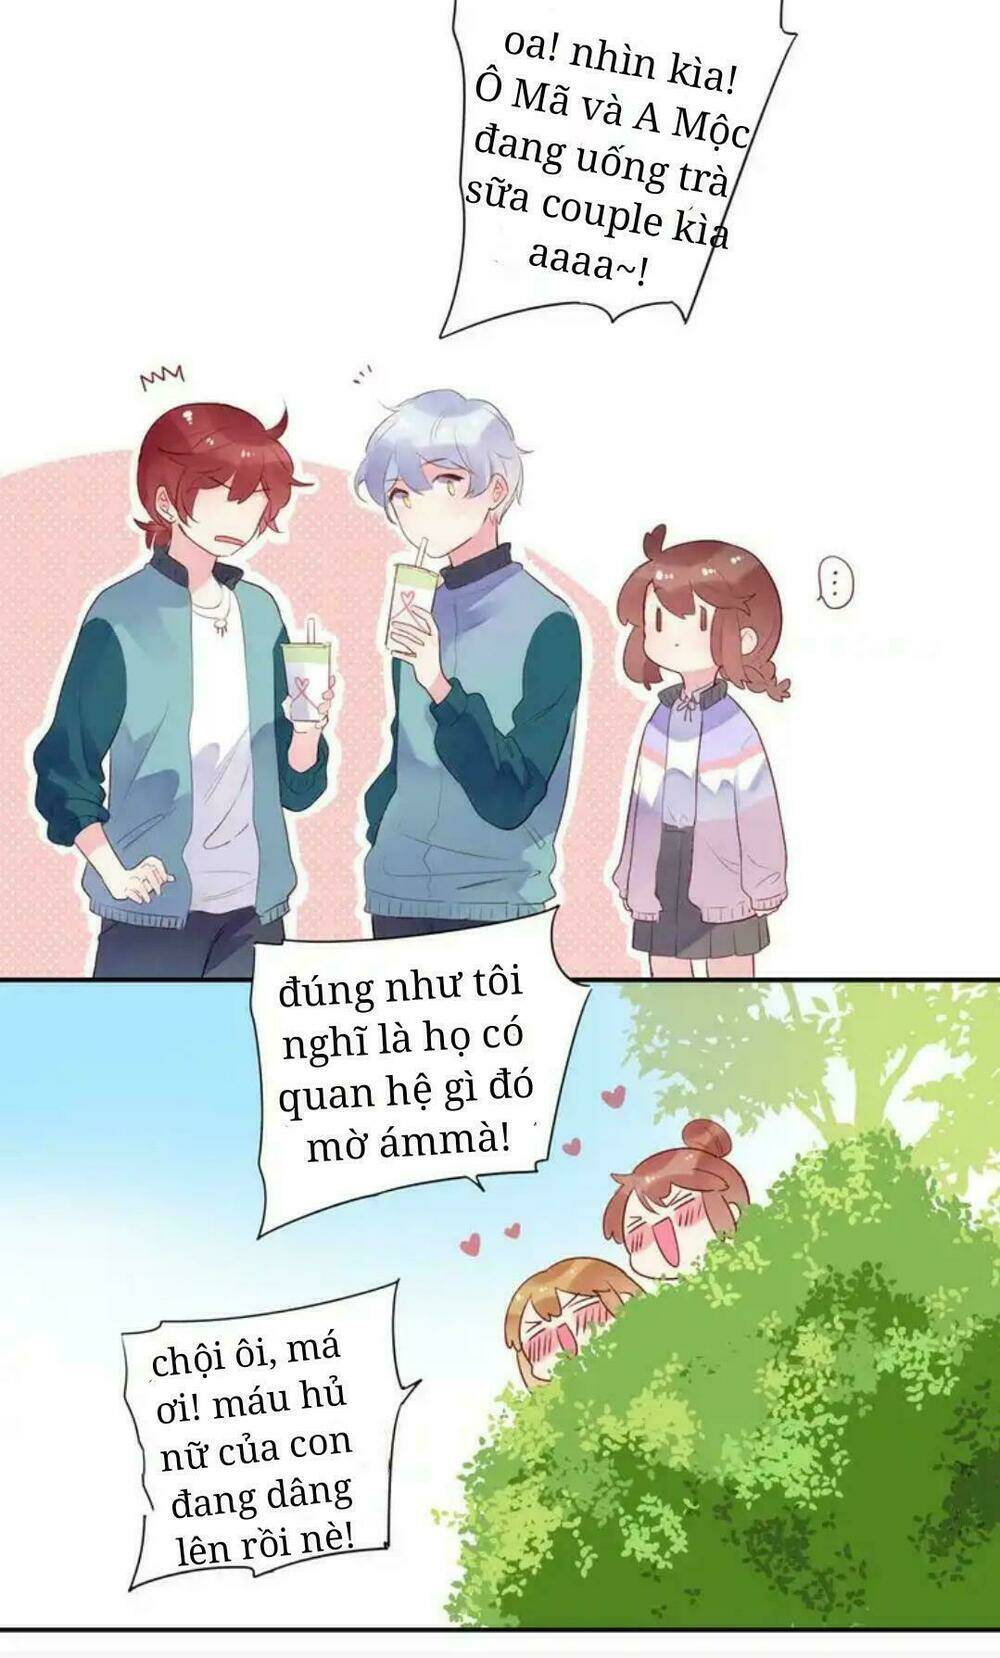 oa! nhìn kìa!
Ô Mã và A Mộc
đang uống trà
sữa couple kìa
aaaa~!
...
đúng như tôi
nghĩ là họ có
quan hệ gì đó
mờ ámmà!
chội ôi, má
ơi! máu hủ
nữ của con
đang dâng
lên rồi nè!